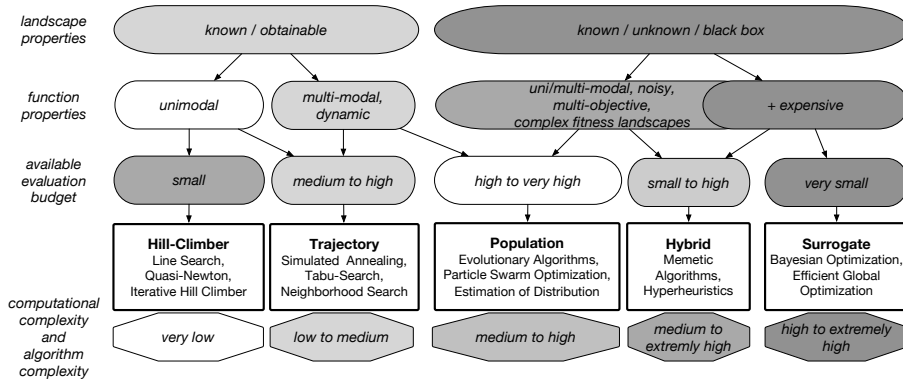 landscape
properties
known / obtainable
known / unknown / black box
function
properties
unimodal
multi-modal,
dynamic
uni/multi-modal, noisy,
multi-objective,
complex fitness landscapes
+ expensive
available
evaluation
budget
small
medium to high
high to very high
small to high
very small
Hill-Climber
Line Search,
Quasi-Newton,
Iterative Hill Climber
Trajectory
Simulated Annealing,
Tabu-Search,
Neighborhood Search
Population
Evolutionary Algorithms,
Particle Swarm Optimization,
Estimation of Distribution
Hybrid
Memetic
Algorithms,
Hyperheuristics
Surrogate
Bayesian Optimization,
Efficient Global
Optimization
computational
complexity
and
algorithm
complexity
very low
low to medium
medium to high
medium to
extremly high
high to extremely
high